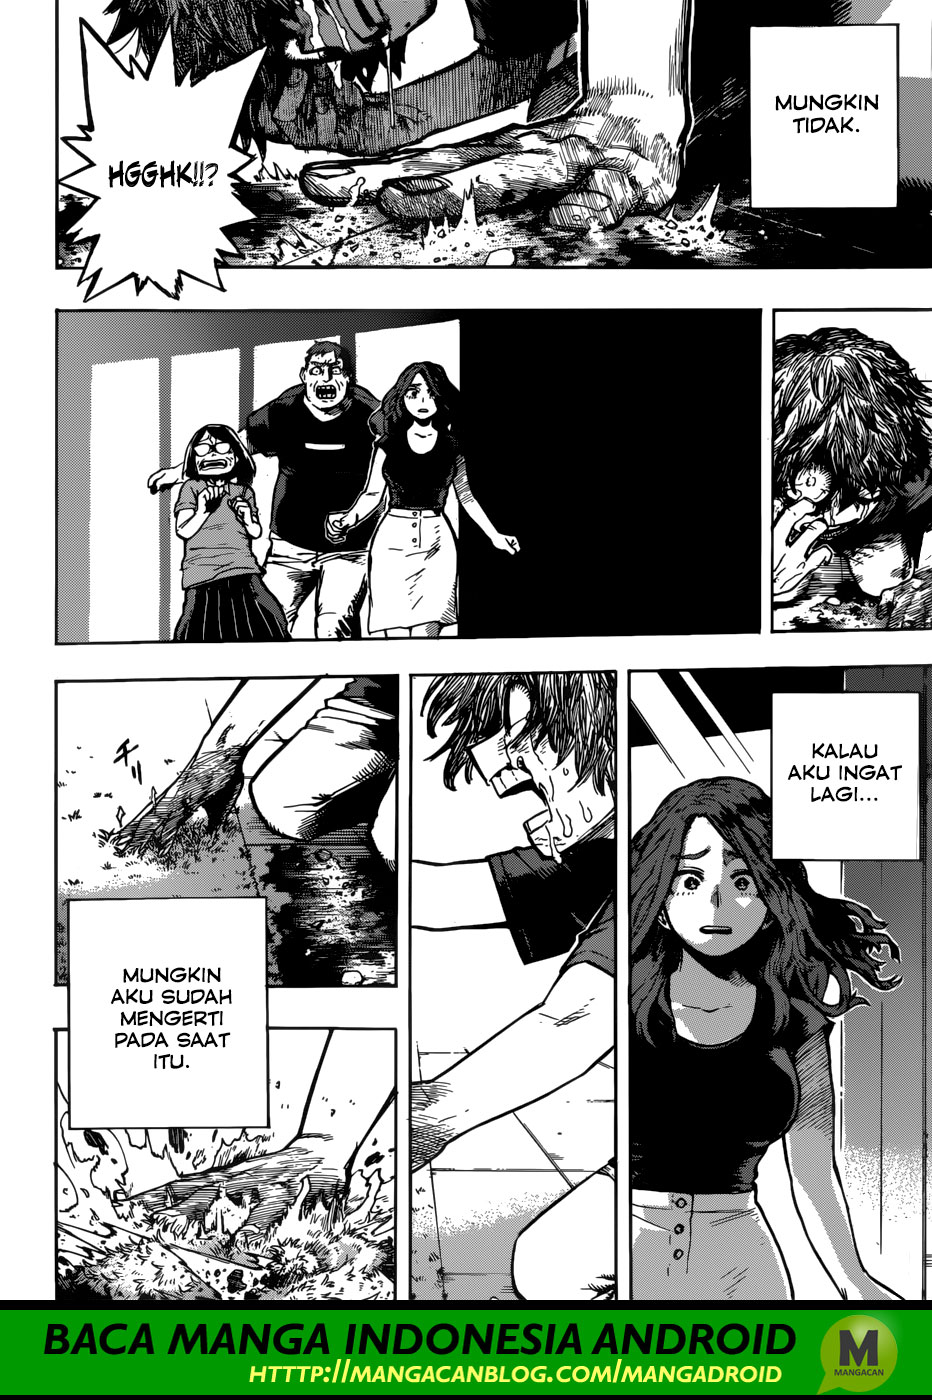 MUNGKIN
TIDAK.
HGGHK!!?
KALAU
AKU INGAT
LAGI...
MUNGKIN
AKU SUDAH
MENGERTI
PADA SAAT
ITU.
BACA MANGA INDONESIA ANDROID
HTTTP://MANGACANBLOG.COM/MANGADROID
M
MANGACAN